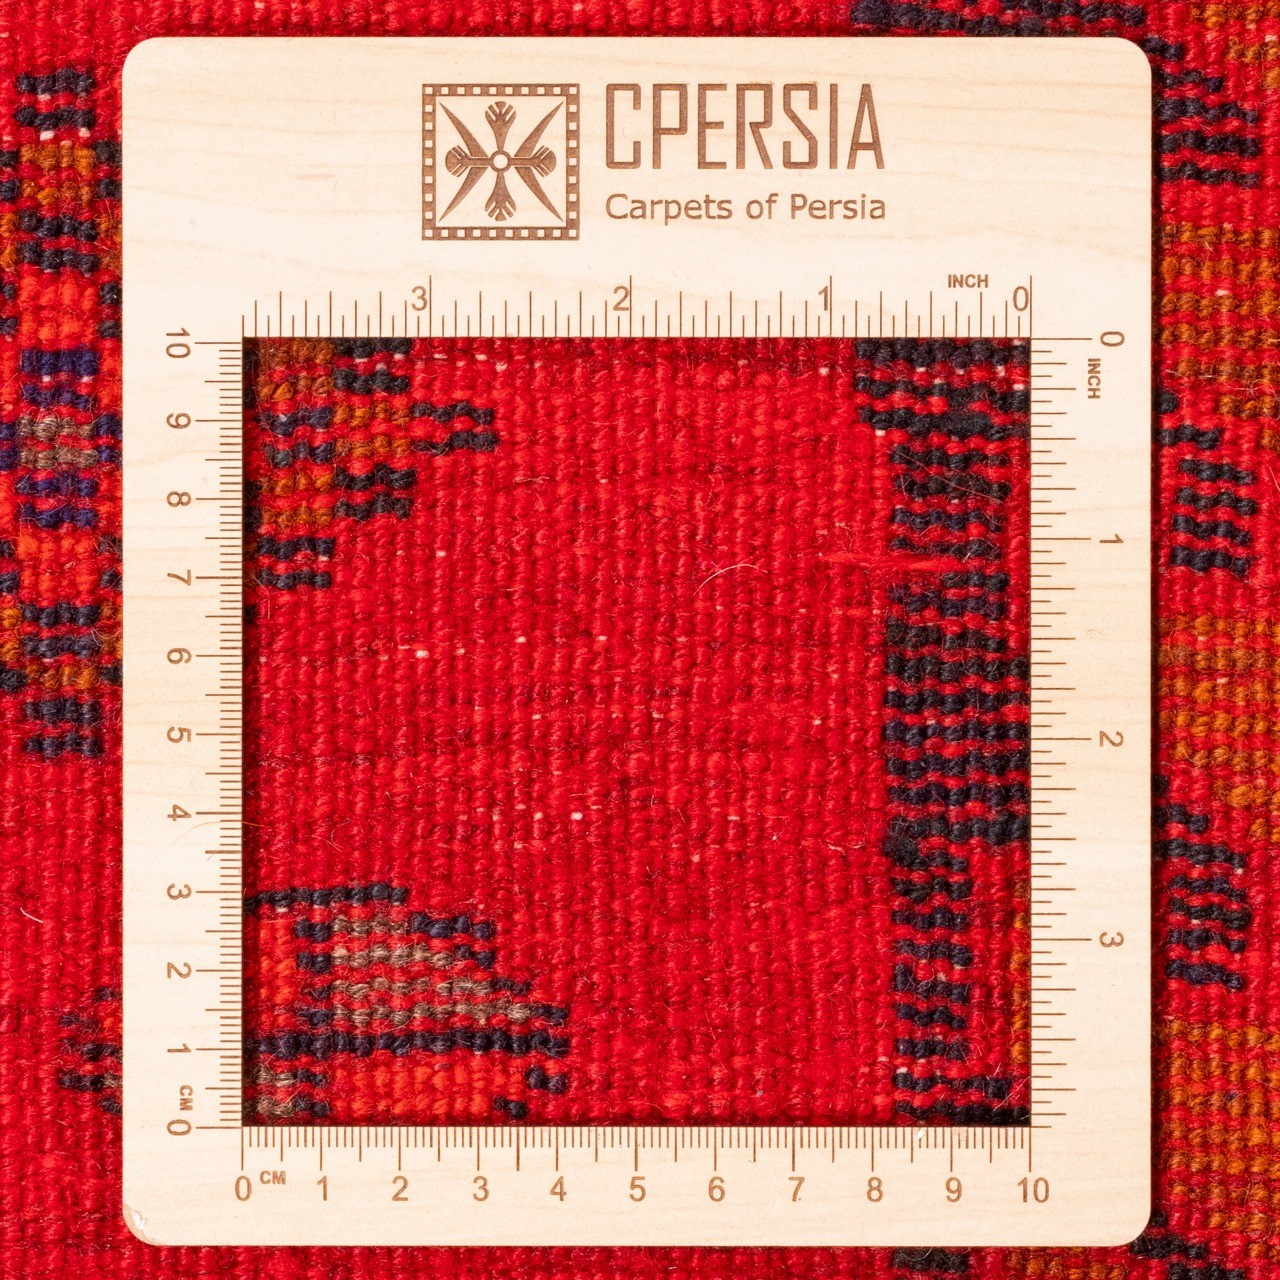 CPERSIA
Carpets of Persia
INCH
3 2 1 0
10 9 8 7 6 5 4 3 2 1 CM 0
0 INCH 1 2 3
0 CM 1 2 3 4 5 6 7 8 9 10